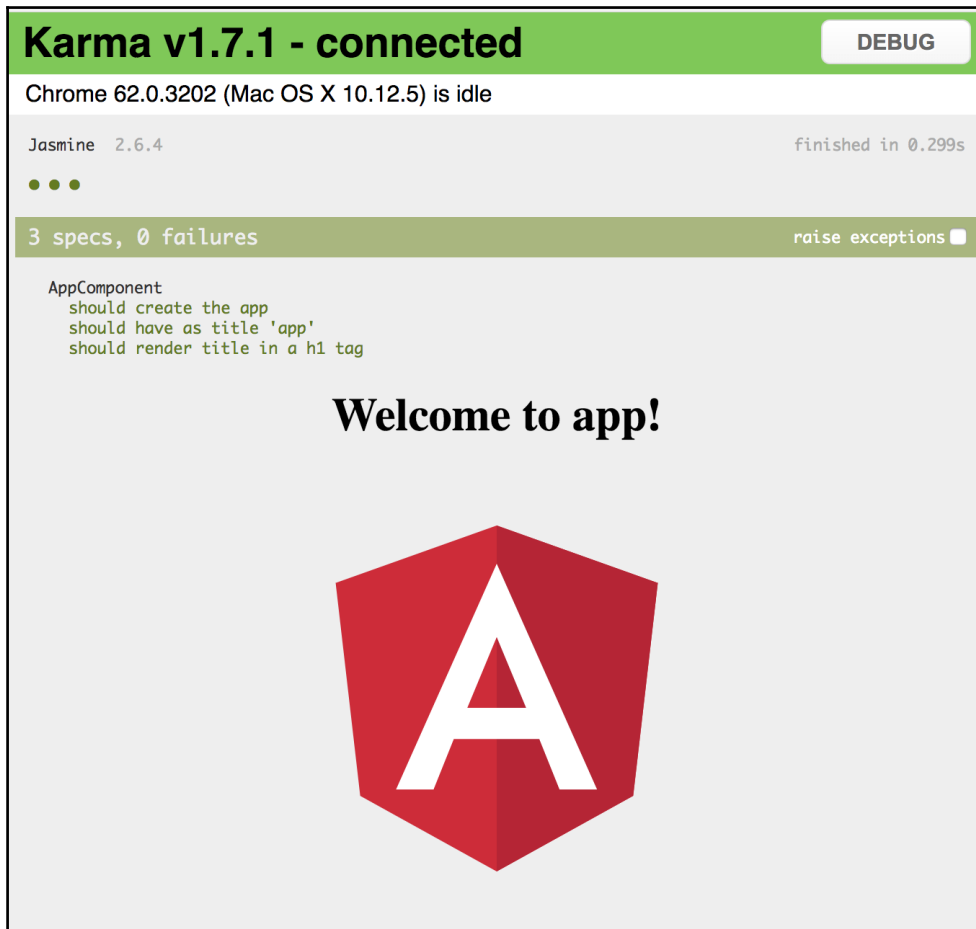 Karma v1.7.1 - connected
DEBUG
Chrome 62.0.3202 (Mac OS X 10.12.5) is idle
Jasmine 2.6.4
finished in 0.299s
3 specs, 0 failures
raise exceptions
AppComponent
should create the app
should have as title 'app'
should render title in a h1 tag
Welcome to app!
A